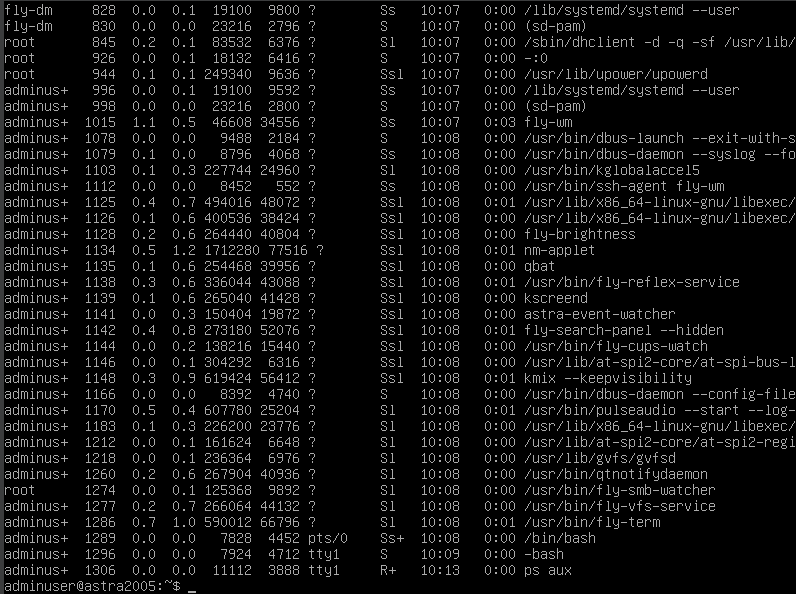 fly-dm    828  0.0  0.1  19100  9800 ?        Ss   10:07   0:00 /lib/systemd/systemd --user
fly-dm    830  0.0  0.0  23216  2796 ?        S    10:07   0:00 (sd-pam)
root      845  0.2  0.1  83532  6376 ?        Sl   10:07   0:00 /sbin/dhclient -d -q -sf /usr/lib/
root      926  0.0  0.1  18132  6416 ?        S    10:07   0:00 -:0
root      944  0.1  0.1 249340  9636 ?        Ssl  10:07   0:00 /usr/lib/upower/upowerd
adminus+  996  0.1  0.1  19100  9592 ?        Ss   10:07   0:00 /lib/systemd/systemd --user
adminus+  998  0.0  0.0  23216  2800 ?        S    10:07   0:00 (sd-pam)
adminus+ 1015  1.1  0.5  46608 34556 ?        Ss   10:07   0:03 fly-wm
adminus+ 1078  0.0  0.0   9488  2184 ?        S    10:08   0:00 /usr/bin/dbus-launch --exit-with-s
adminus+ 1079  0.1  0.0   8796  4068 ?        Ss   10:08   0:00 /usr/bin/dbus-daemon --syslog --fo
adminus+ 1103  0.1  0.3 227744 24960 ?        Sl   10:08   0:00 /usr/bin/kglobalaccel5
adminus+ 1112  0.0  0.0   8452   552 ?        Ss   10:08   0:00 /usr/bin/ssh-agent fly-wm
adminus+ 1125  0.4  0.7 494016 48072 ?        Ssl  10:08   0:01 /usr/lib/x86_64-linux-gnu/libexec/
adminus+ 1126  0.1  0.6 400536 38424 ?        Ssl  10:08   0:00 /usr/lib/x86_64-linux-gnu/libexec/
adminus+ 1128  0.2  0.6 264440 40804 ?        Ssl  10:08   0:00 fly-brightness
adminus+ 1134  0.5  1.2 1712280 77516 ?       Ssl  10:08   0:01 nm-applet
adminus+ 1135  0.1  0.6 254468 39956 ?        Ssl  10:08   0:00 qbat
adminus+ 1138  0.3  0.6 336044 43088 ?        Ssl  10:08   0:01 /usr/bin/fly-reflex-service
adminus+ 1139  0.1  0.6 265040 41428 ?        Ssl  10:08   0:00 kscreend
adminus+ 1141  0.0  0.3 150404 19872 ?        Ssl  10:08   0:00 astra-event-watcher
adminus+ 1142  0.4  0.8 273180 52076 ?        Ssl  10:08   0:01 fly-search-panel --hidden
adminus+ 1144  0.0  0.2 138216 15440 ?        Ssl  10:08   0:00 /usr/bin/fly-cups-watch
adminus+ 1146  0.0  0.1 304292  6316 ?        Ssl  10:08   0:00 /usr/lib/at-spi2-core/at-spi-bus-l
adminus+ 1148  0.3  0.9 619424 56412 ?        Ssl  10:08   0:01 kmix --keepvisibility
adminus+ 1166  0.0  0.0   8392  4740 ?        S    10:08   0:00 /usr/bin/dbus-daemon --config-file
adminus+ 1170  0.5  0.4 607780 25204 ?        Sl   10:08   0:01 /usr/bin/pulseaudio --start --log-
adminus+ 1183  0.1  0.3 226200 23776 ?        Sl   10:08   0:00 /usr/lib/x86_64-linux-gnu/libexec/
adminus+ 1212  0.0  0.1 161624  6648 ?        Sl   10:08   0:00 /usr/lib/at-spi2-core/at-spi2-regi
adminus+ 1218  0.0  0.1 236364  6976 ?        Sl   10:08   0:00 /usr/lib/gvfs/gvfsd
adminus+ 1260  0.2  0.6 267904 40936 ?        Sl   10:08   0:00 /usr/bin/qtnotifydaemon
root     1274  0.0  0.1 125368  9892 ?        Sl   10:08   0:00 /usr/bin/fly-smb-watcher
adminus+ 1277  0.2  0.7 266064 44132 ?        Sl   10:08   0:00 /usr/bin/fly-vfs-service
adminus+ 1286  0.7  1.0 590012 66796 ?        Sl   10:08   0:01 /usr/bin/fly-term
adminus+ 1289  0.0  0.0   7828  4452 pts/0    Ss+  10:08   0:00 /bin/bash
adminus+ 1296  0.0  0.0   7924  4712 tty1     S    10:09   0:00 -bash
adminus+ 1306  0.0  0.0  11112  3888 tty1     R+   10:13   0:00 ps aux
adminuser@astra2005:~$ _